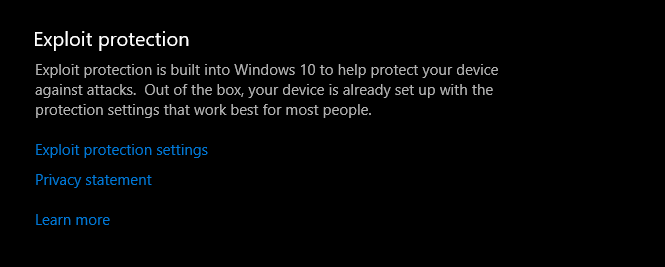 Exploit protection
Exploit protection is built into Windows 10 to help protect your device
against attacks.  Out of the box, your device is already set up with the
protection settings that work best for most people.
Exploit protection settings
Privacy statement
Learn more